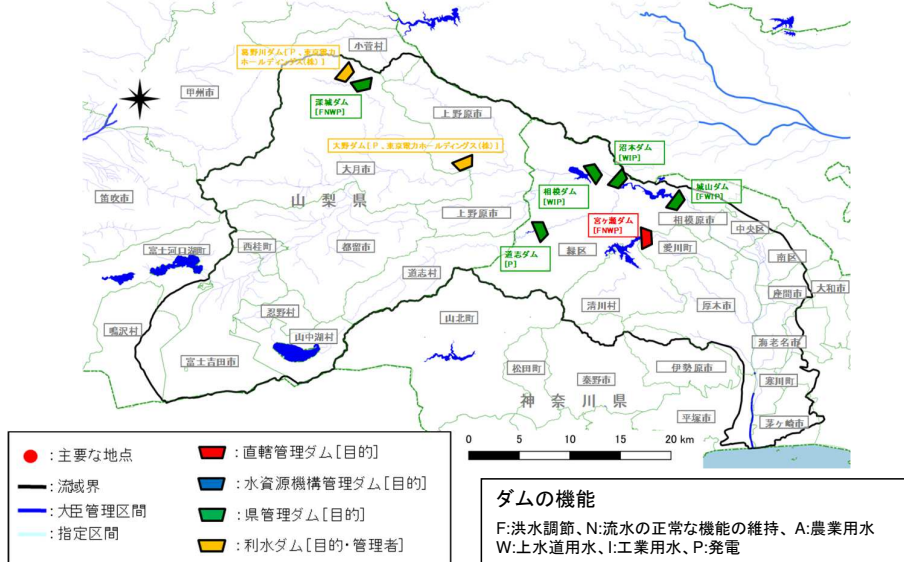 小菅村
葛野川ダム[P、東京電力
ホールディングス(株)]
甲州市
深城ダム
[FNWP]
上野原市
大野ダム[P、東京電力ホールディングス(株)]
沼本ダム
[WIP]
大月市
相模ダム
[WIP]
城山ダム
[FWIP]
笛吹市
山梨県
宮ヶ瀬ダム
[FNWP]
相模原市
上野原市
中央区
富士河口湖町
西桂町
都留市
道志ダム
[P]
緑区
愛川町
南区
道志村
座間市
大和市
忍野村
清川村
厚木市
鳴沢村
山中湖村
山北町
海老名市
富士吉田市
松田町
秦野市
伊勢原市
寒川町
神奈川県
平塚市
茅ヶ崎市
0 5 10 15 20 km
:主要な地点
:流域界
:大臣管理区間
:指定区間
:直轄管理ダム[目的]
:水資源機構管理ダム[目的]
:県管理ダム[目的]
:利水ダム[目的・管理者]
ダムの機能
F:洪水調節、N:流水の正常な機能の維持、A:農業用水
W:上水道用水、I:工業用水、P:発電